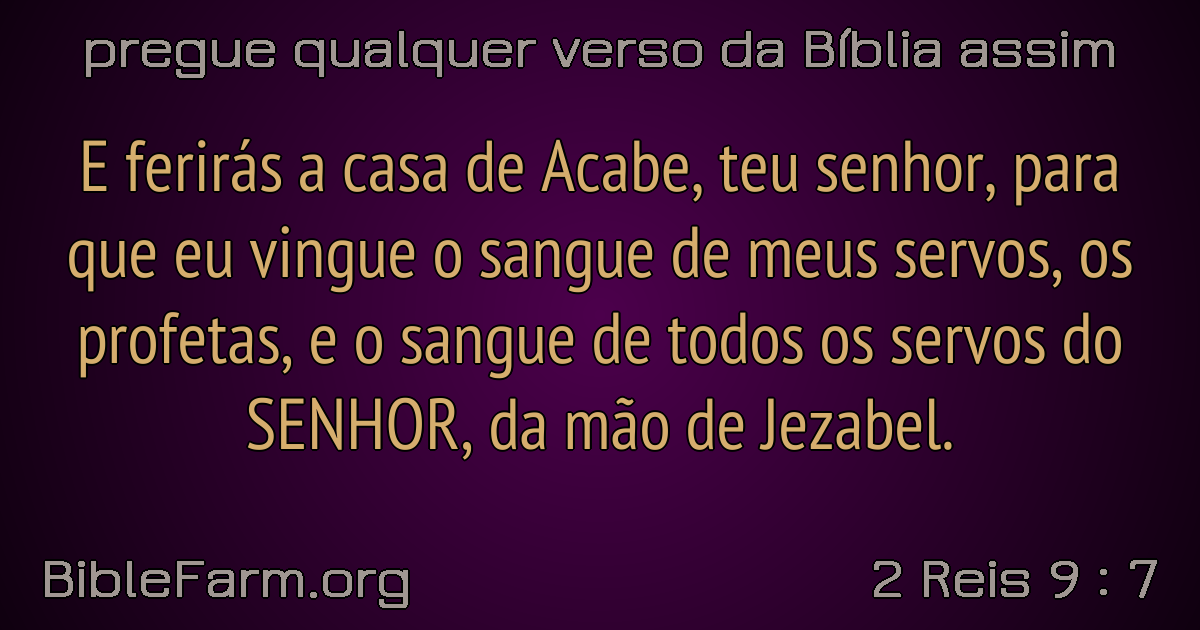 pregue qualquer verso da Bíblia assim
E ferirás a casa de Acabe, teu senhor, para
que eu vingue o sangue de meus servos, os
profetas, e o sangue de todos os servos do
SENHOR, da mão de Jezabel.
BibleFarm.org
2 Reis 9 : 7